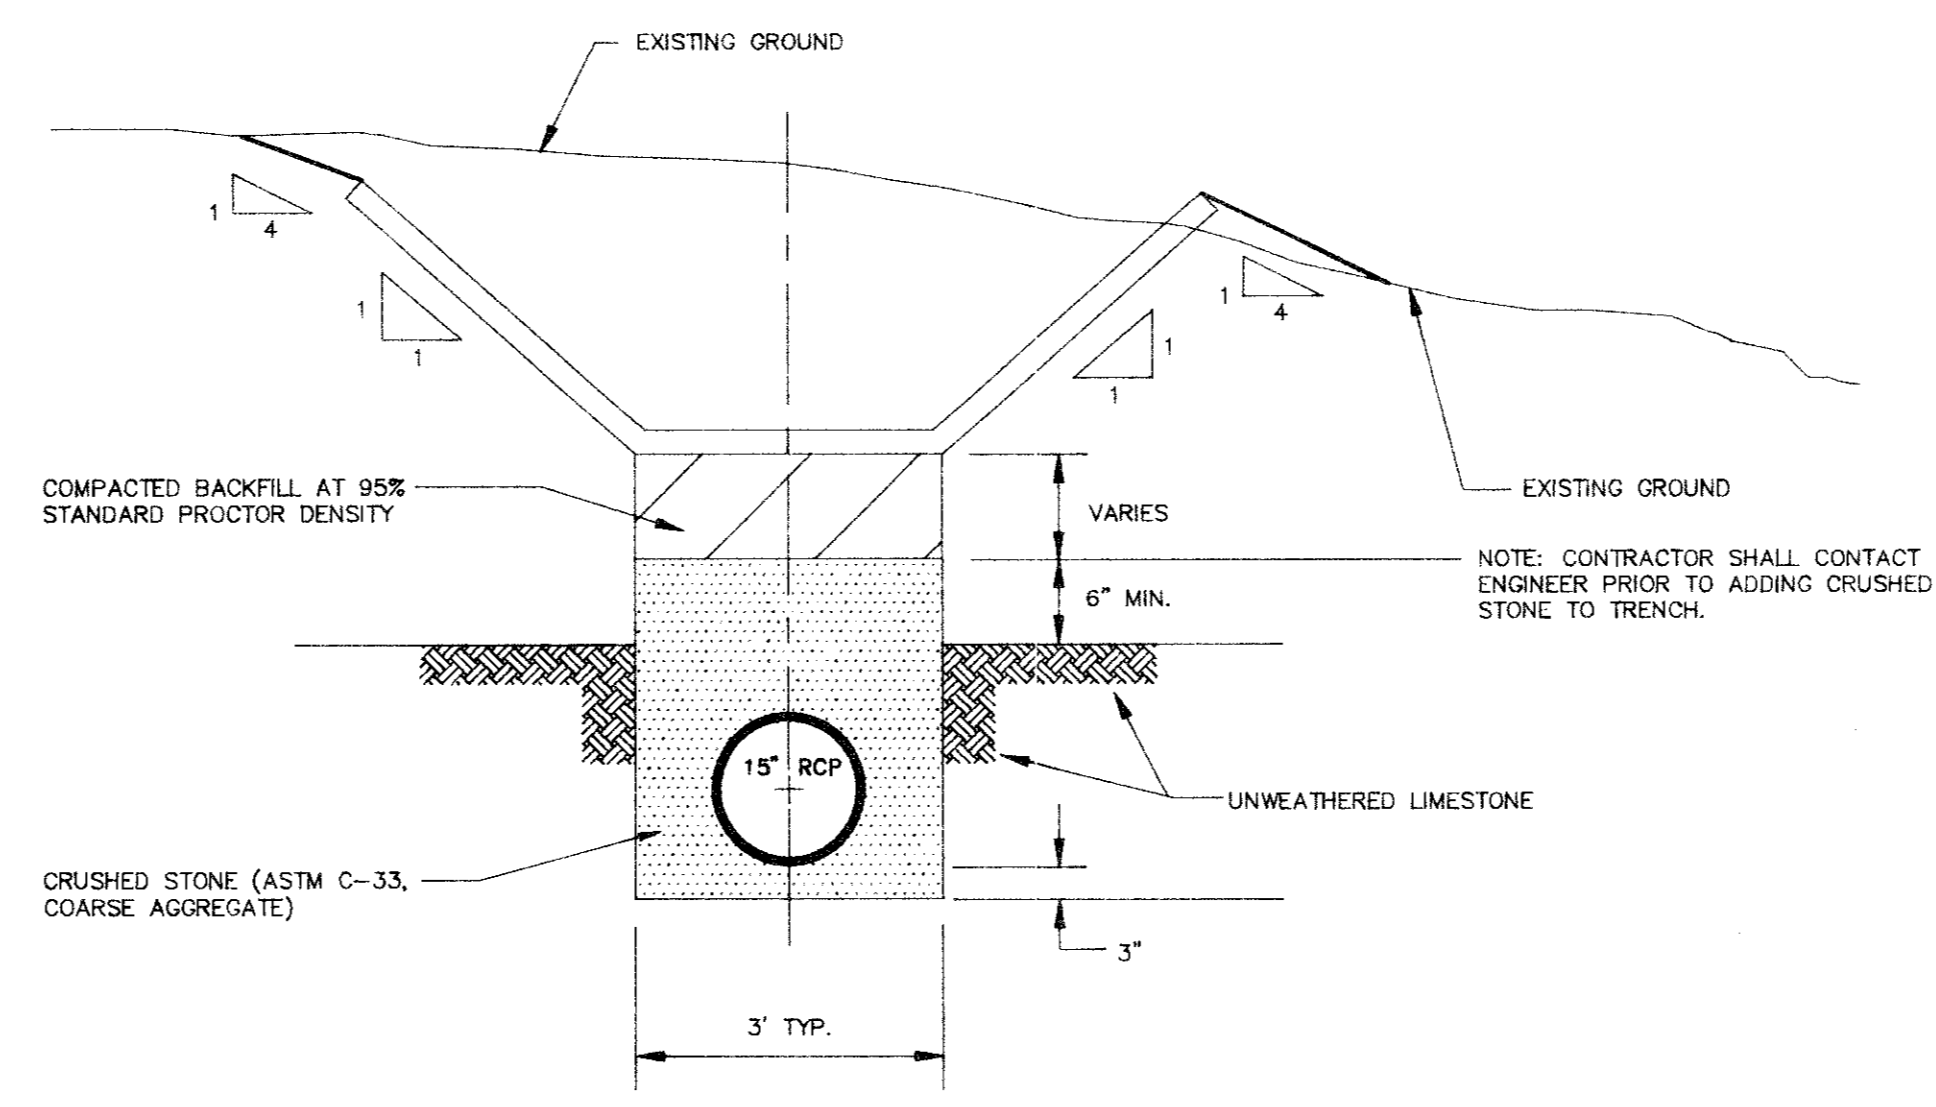 EXISTING GROUND
1
4
1
1
1
4
1
1
COMPACTED BACKFILL AT 95%
STANDARD PROCTOR DENSITY
VARIES
EXISTING GROUND
NOTE: CONTRACTOR SHALL CONTACT
ENGINEER PRIOR TO ADDING CRUSHED
STONE TO TRENCH.
6" MIN.
15" RCP
UNWEATHERED LIMESTONE
CRUSHED STONE (ASTM C-33,
COARSE AGGREGATE)
3"
3' TYP.